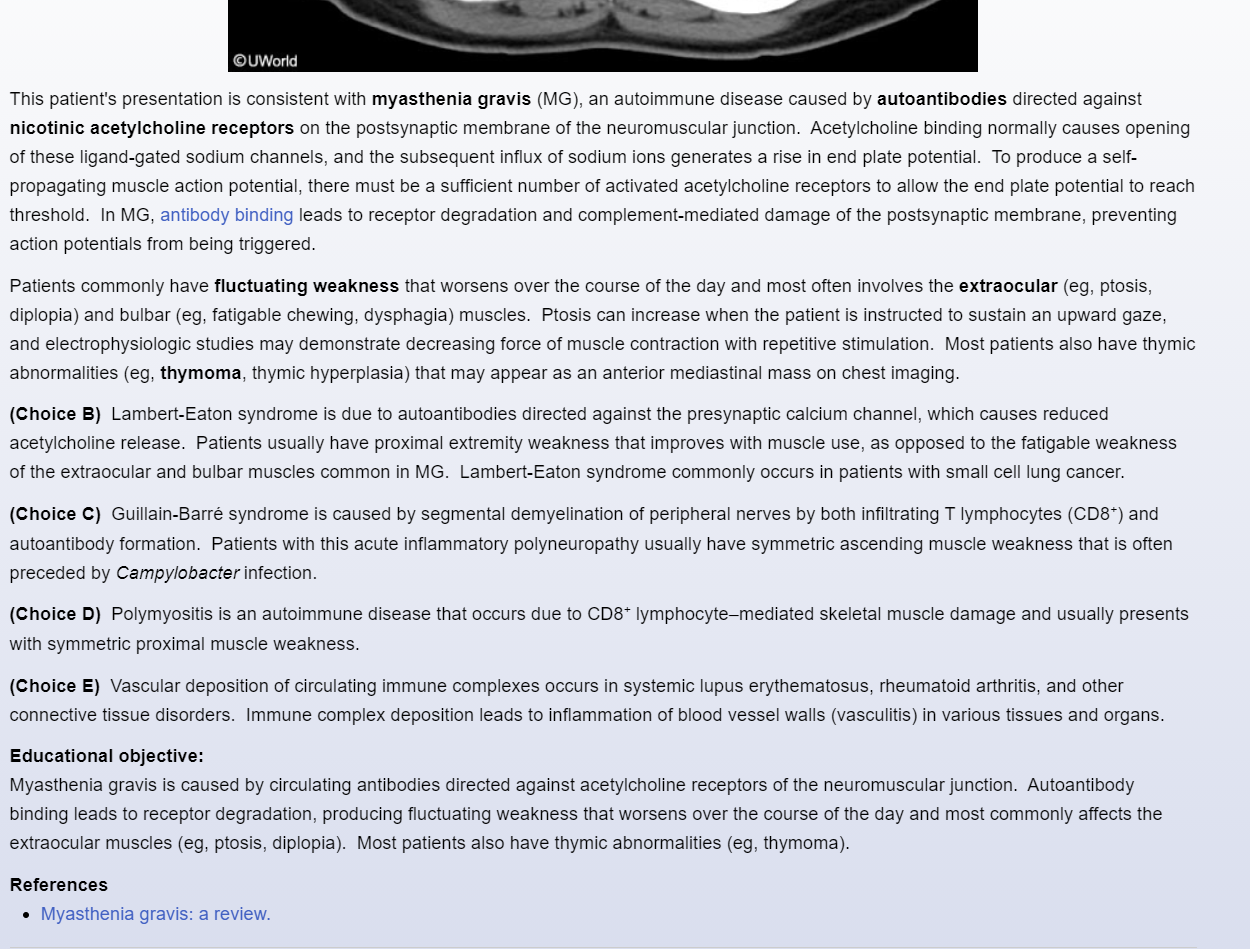 ©UWorld
This patient's presentation is consistent with myasthenia gravis (MG), an autoimmune disease caused by autoantibodies directed against
nicotinic acetylcholine receptors on the postsynaptic membrane of the neuromuscular junction.  Acetylcholine binding normally causes opening
of these ligand-gated sodium channels, and the subsequent influx of sodium ions generates a rise in end plate potential.  To produce a self-
propagating muscle action potential, there must be a sufficient number of activated acetylcholine receptors to allow the end plate potential to reach
threshold.  In MG, antibody binding leads to receptor degradation and complement-mediated damage of the postsynaptic membrane, preventing
action potentials from being triggered.
Patients commonly have fluctuating weakness that worsens over the course of the day and most often involves the extraocular (eg, ptosis,
diplopia) and bulbar (eg, fatigable chewing, dysphagia) muscles.  Ptosis can increase when the patient is instructed to sustain an upward gaze,
and electrophysiologic studies may demonstrate decreasing force of muscle contraction with repetitive stimulation.  Most patients also have thymic
abnormalities (eg, thymoma, thymic hyperplasia) that may appear as an anterior mediastinal mass on chest imaging.
(Choice B)  Lambert-Eaton syndrome is due to autoantibodies directed against the presynaptic calcium channel, which causes reduced
acetylcholine release.  Patients usually have proximal extremity weakness that improves with muscle use, as opposed to the fatigable weakness
of the extraocular and bulbar muscles common in MG.  Lambert-Eaton syndrome commonly occurs in patients with small cell lung cancer.
(Choice C)  Guillain-Barré syndrome is caused by segmental demyelination of peripheral nerves by both infiltrating T lymphocytes (CD8⁺) and
autoantibody formation.  Patients with this acute inflammatory polyneuropathy usually have symmetric ascending muscle weakness that is often
preceded by Campylobacter infection.
(Choice D)  Polymyositis is an autoimmune disease that occurs due to CD8⁺ lymphocyte–mediated skeletal muscle damage and usually presents
with symmetric proximal muscle weakness.
(Choice E)  Vascular deposition of circulating immune complexes occurs in systemic lupus erythematosus, rheumatoid arthritis, and other
connective tissue disorders.  Immune complex deposition leads to inflammation of blood vessel walls (vasculitis) in various tissues and organs.
Educational objective:
Myasthenia gravis is caused by circulating antibodies directed against acetylcholine receptors of the neuromuscular junction.  Autoantibody
binding leads to receptor degradation, producing fluctuating weakness that worsens over the course of the day and most commonly affects the
extraocular muscles (eg, ptosis, diplopia).  Most patients also have thymic abnormalities (eg, thymoma).
References
• Myasthenia gravis: a review.